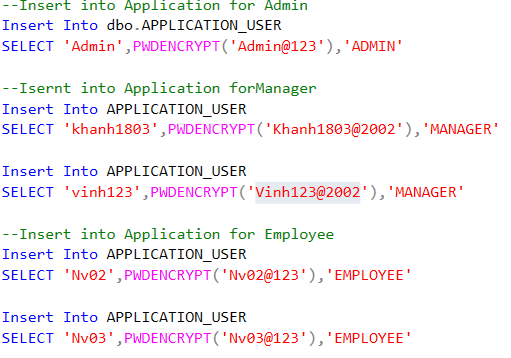 --Insert into Application for Admin
Insert Into dbo.APPLICATION_USER
SELECT 'Admin',PWDENCRYPT('Admin@123'),'ADMIN'
--Isernt into Application forManager
Insert Into APPLICATION_USER
SELECT 'khanh1803',PWDENCRYPT('Khanh1803@2002'),'MANAGER'
Insert Into APPLICATION_USER
SELECT 'vinh123',PWDENCRYPT('Vinh123@2002'),'MANAGER'
--Insert into Application for Employee
Insert Into APPLICATION_USER
SELECT 'Nv02',PWDENCRYPT('Nv02@123'),'EMPLOYEE'
Insert Into APPLICATION_USER
SELECT 'Nv03',PWDENCRYPT('Nv03@123'),'EMPLOYEE'